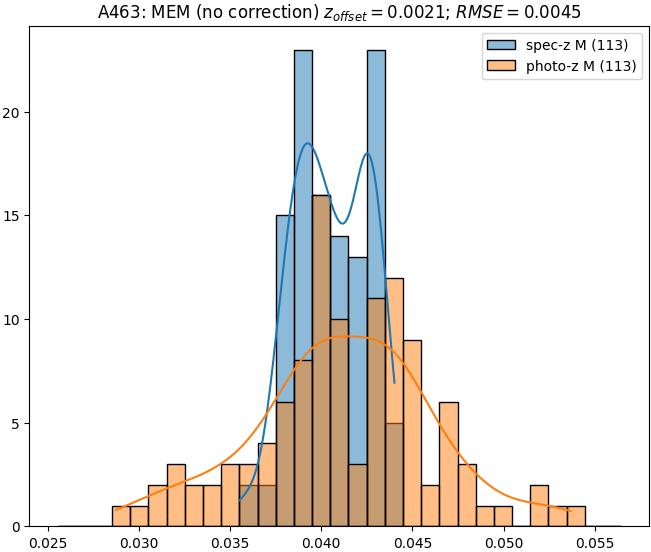 A463: MEM (no correction) z_offset = 0.0021; RMSE = 0.0045
spec-z M (113)
photo-z M (113)
20
15
10
5
0
0.025 0.030 0.035 0.040 0.045 0.050 0.055